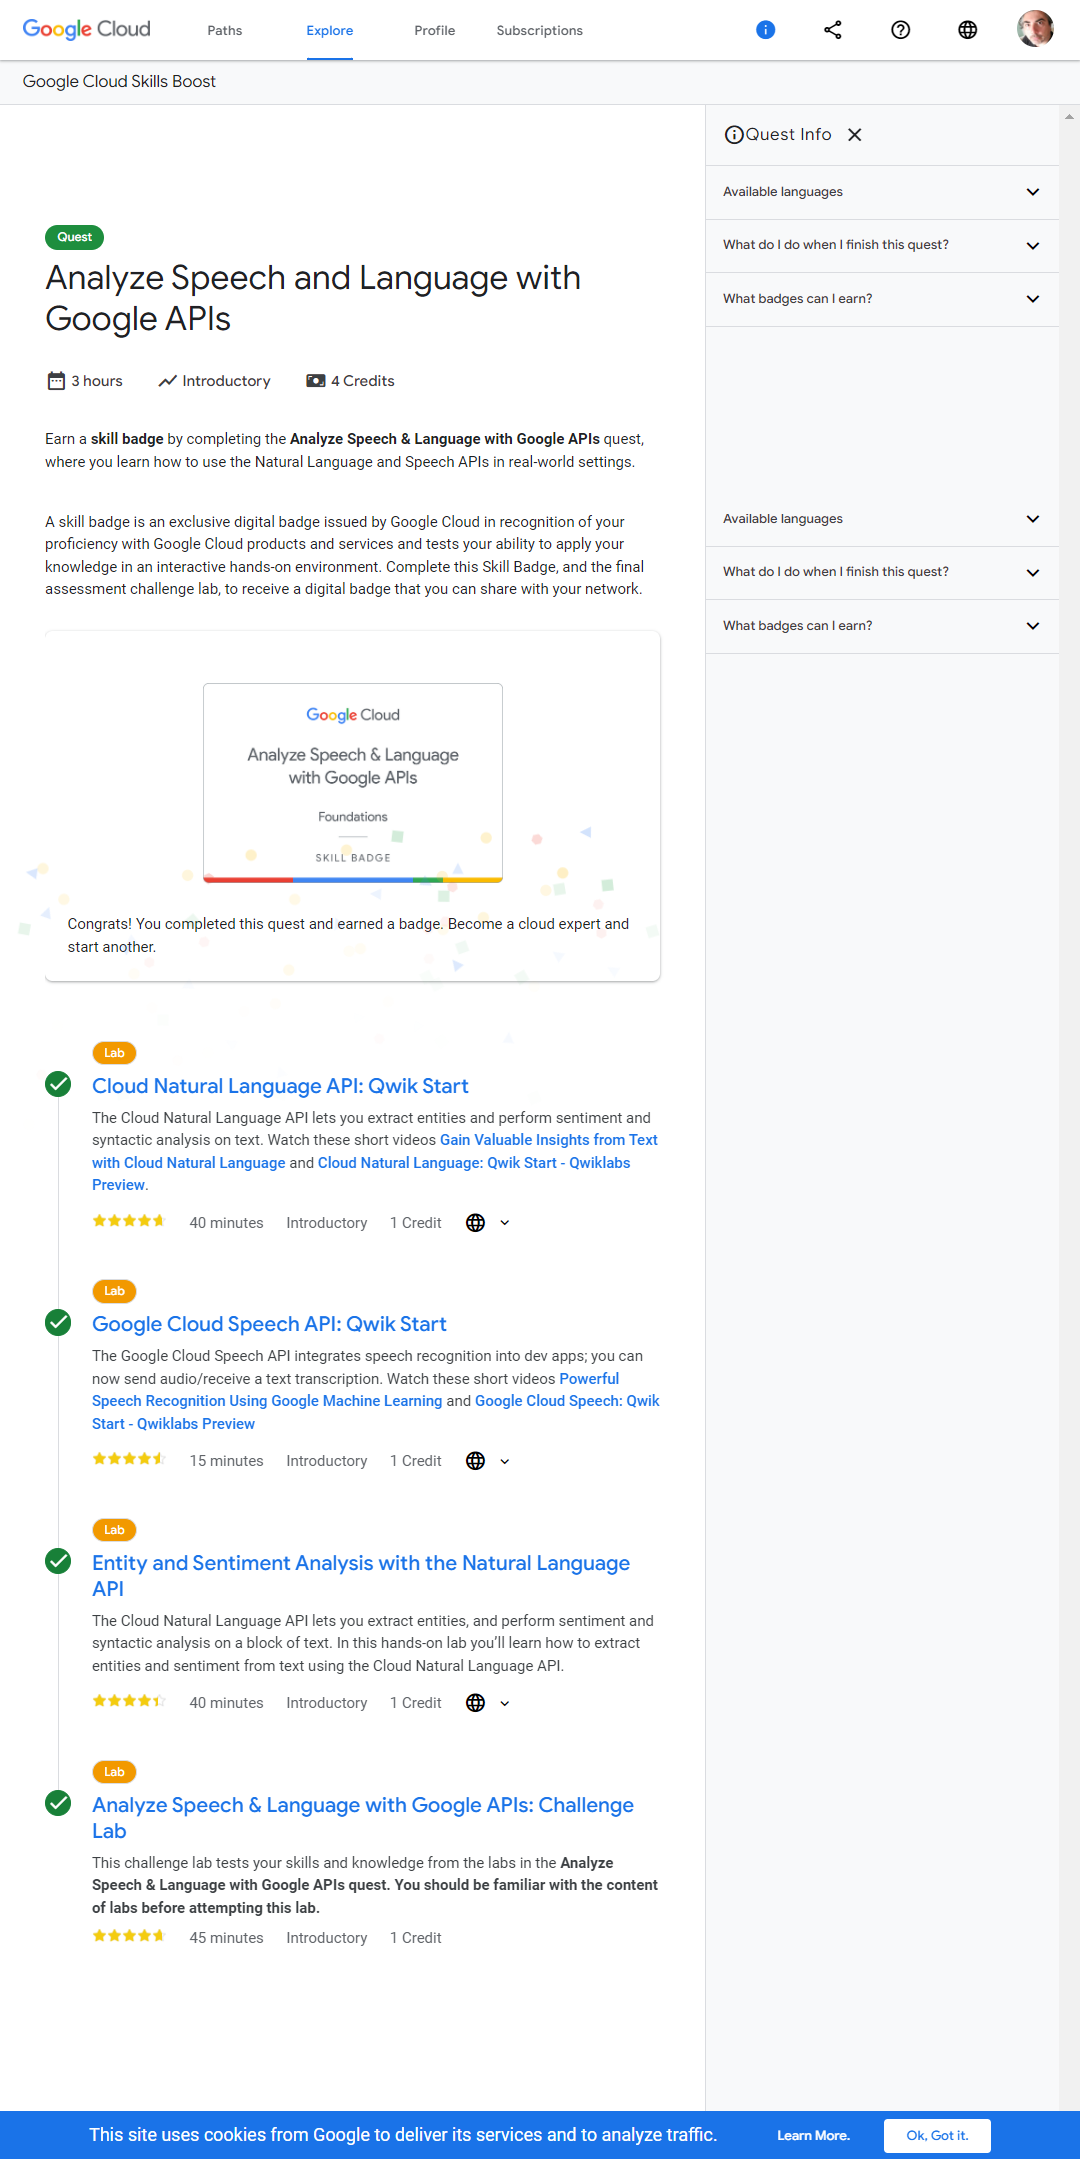 Google Cloud
Paths
Explore
Profile
Subscriptions
Google Cloud Skills Boost
Quest
Analyze Speech and Language with
Google APIs
3 hours
Introductory
4 Credits
Earn a skill badge by completing the Analyze Speech & Language with Google APIs quest,
where you learn how to use the Natural Language and Speech APIs in real-world settings.
A skill badge is an exclusive digital badge issued by Google Cloud in recognition of your
proficiency with Google Cloud products and services and tests your ability to apply your
knowledge in an interactive hands-on environment. Complete this Skill Badge, and the final
assessment challenge lab, to receive a digital badge that you can share with your network.
Google Cloud
Analyze Speech & Language
with Google APIs
Foundations
SKILL BADGE
Congrats! You completed this quest and earned a badge. Become a cloud expert and
start another.
Lab
Cloud Natural Language API: Qwik Start
The Cloud Natural Language API lets you extract entities and perform sentiment and
syntactic analysis on text. Watch these short videos Gain Valuable Insights from Text
with Cloud Natural Language and Cloud Natural Language: Qwik Start - Qwiklabs
Preview.
40 minutes
Introductory
1 Credit
Lab
Google Cloud Speech API: Qwik Start
The Google Cloud Speech API integrates speech recognition into dev apps; you can
now send audio/receive a text transcription. Watch these short videos Powerful
Speech Recognition Using Google Machine Learning and Google Cloud Speech: Qwik
Start - Qwiklabs Preview
15 minutes
Introductory
1 Credit
Lab
Entity and Sentiment Analysis with the Natural Language
API
The Cloud Natural Language API lets you extract entities, and perform sentiment and
syntactic analysis on a block of text. In this hands-on lab you’ll learn how to extract
entities and sentiment from text using the Cloud Natural Language API.
40 minutes
Introductory
1 Credit
Lab
Analyze Speech & Language with Google APIs: Challenge
Lab
This challenge lab tests your skills and knowledge from the labs in the Analyze
Speech & Language with Google APIs quest. You should be familiar with the content
of labs before attempting this lab.
45 minutes
Introductory
1 Credit
Quest Info
Available languages
What do I do when I finish this quest?
What badges can I earn?
Available languages
What do I do when I finish this quest?
What badges can I earn?
This site uses cookies from Google to deliver its services and to analyze traffic.
Learn More.
Ok, Got it.